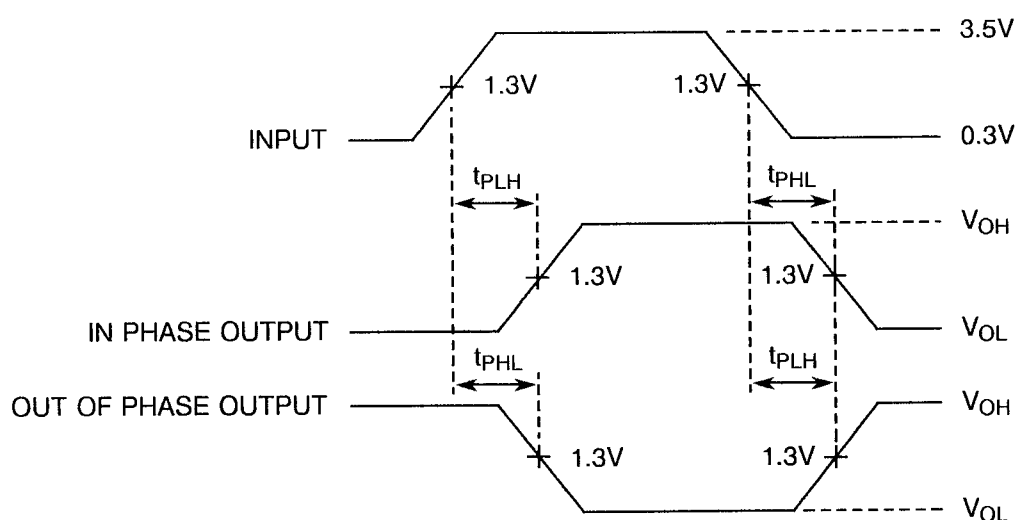 3.5V
1.3V 1.3V
INPUT 0.3V
tPLH tPHL
VOH
1.3V 1.3V
IN PHASE OUTPUT VOL
tPHL tPLH
OUT OF PHASE OUTPUT VOH
1.3V 1.3V
VOL